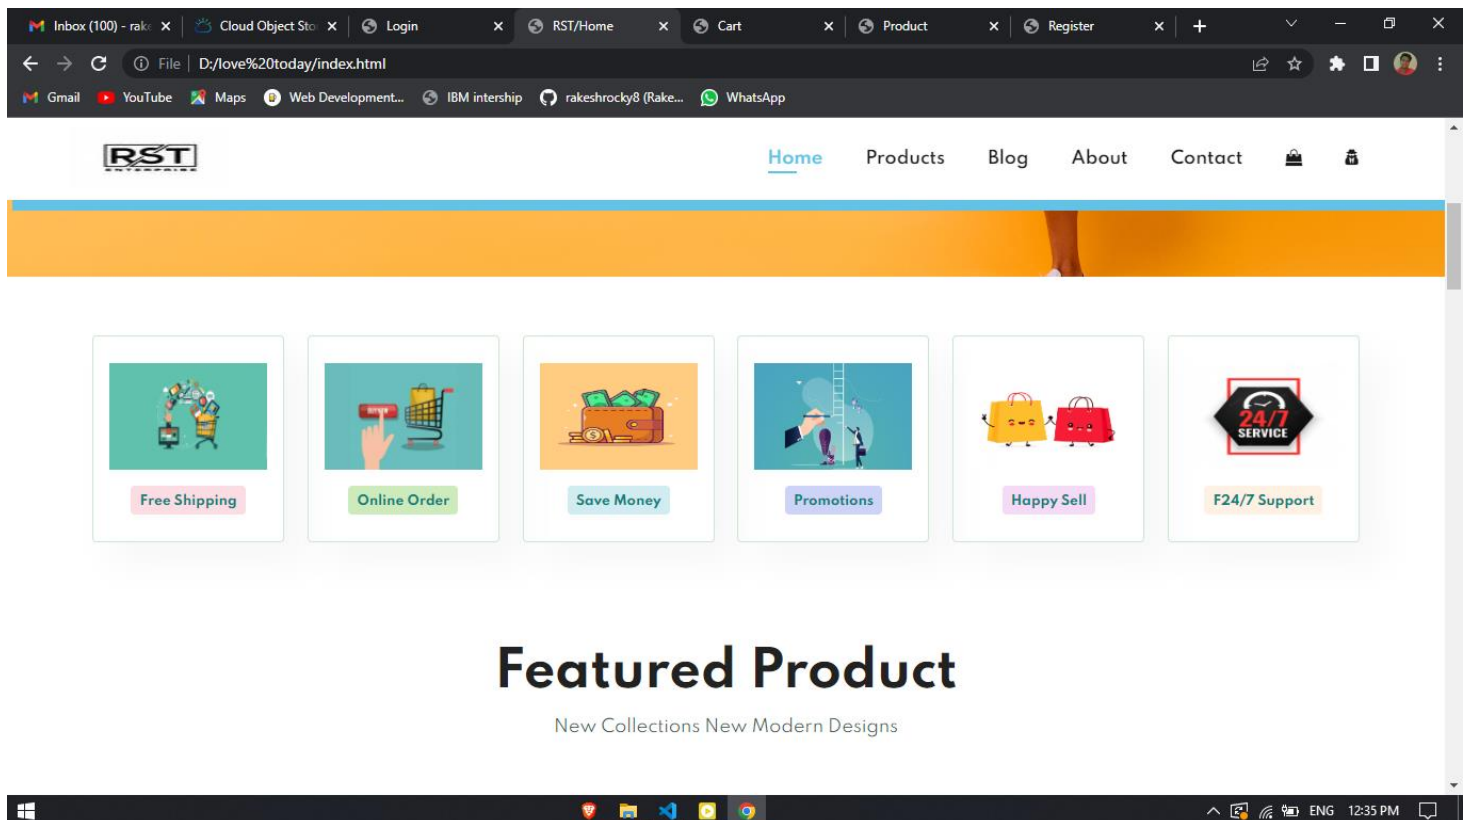 Inbox (100) - rak
Cloud Object Sto
Login
RST/Home
Cart
Product
Register
File
D:/love%20today/index.html
Gmail
YouTube
Maps
Web Development...
IBM intership
rakeshrocky8 (Rake...
WhatsApp
RST
ENTERPRISE
Home
Products
Blog
About
Contact
24/7
SERVICE
Free Shipping
Online Order
Save Money
Promotions
Happy Sell
F24/7 Support
Featured Product
New Collections New Modern Designs
ENG
12:35 PM